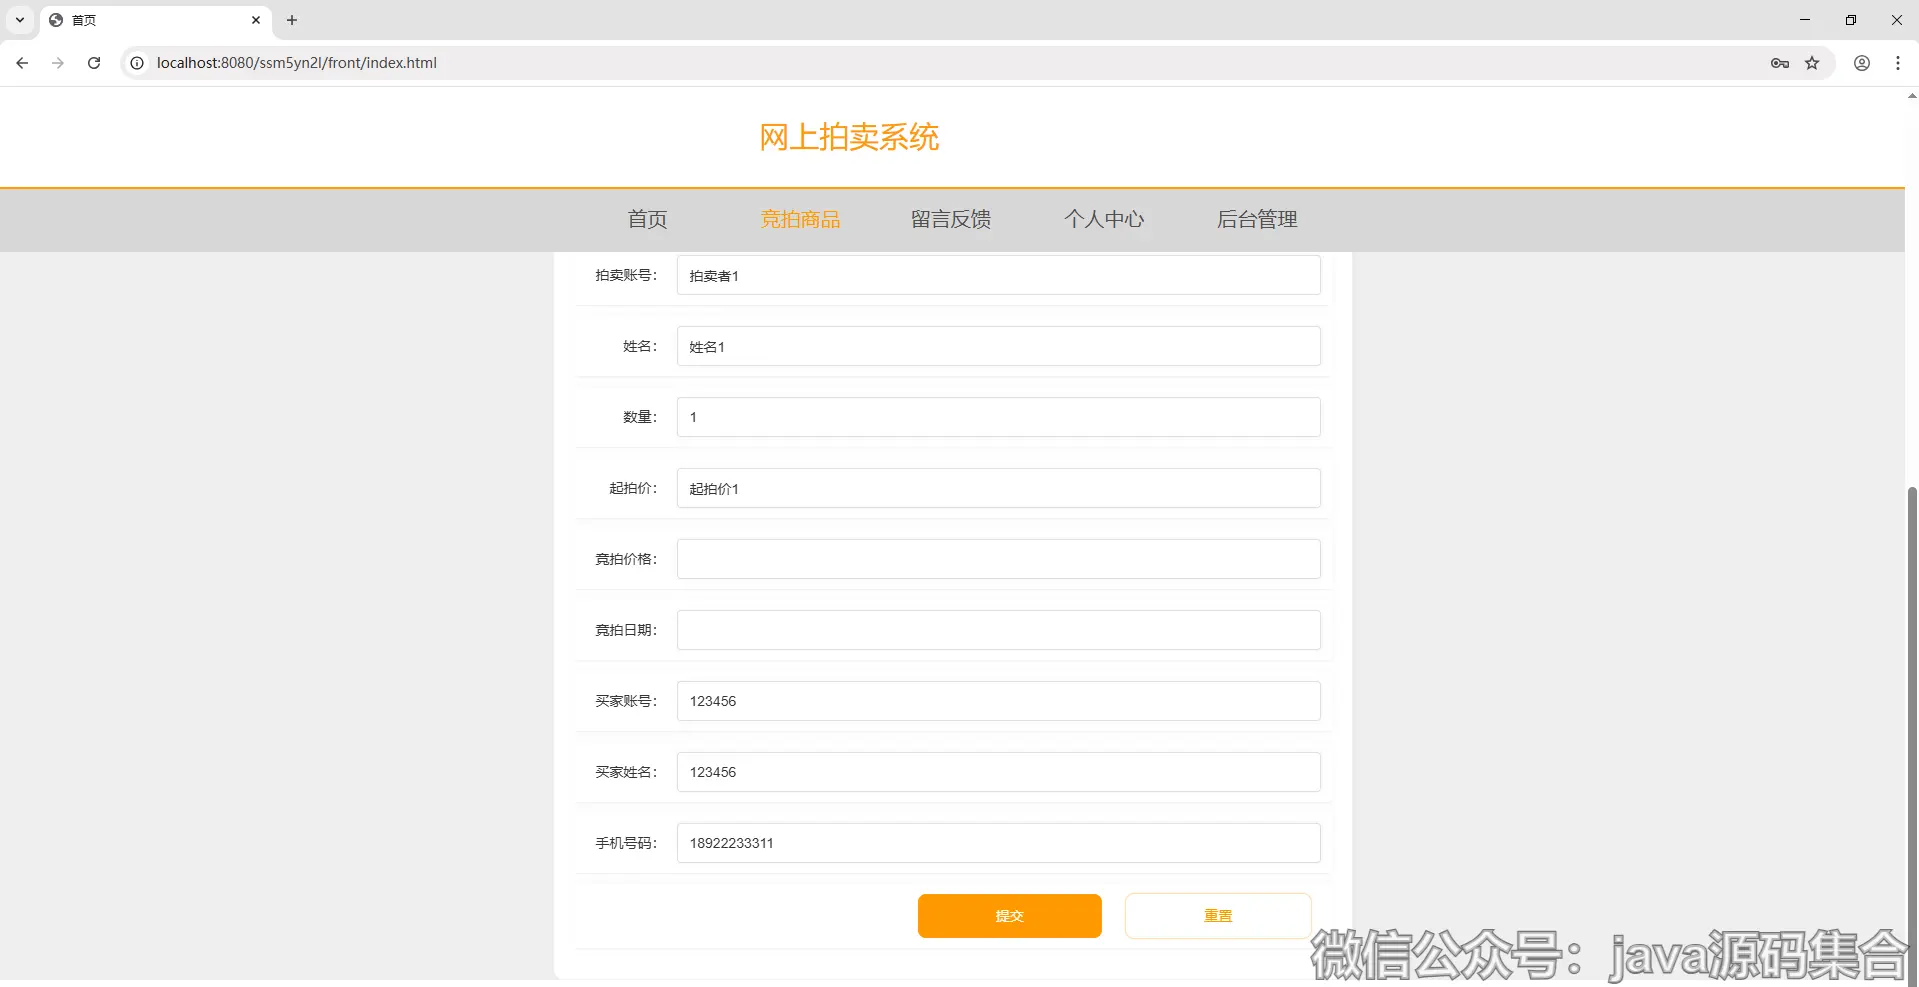 首页
localhost:8080/ssm5yn2l/front/index.html
网上拍卖系统
首页 竞拍商品 留言反馈 个人中心 后台管理
拍卖账号： 拍卖者1
姓名： 姓名1
数量： 1
起拍价： 起拍价1
竞拍价格：
竞拍日期：
买家账号： 123456
买家姓名： 123456
手机号码： 18922233311
提交 重置
微信公众号：java源码集合